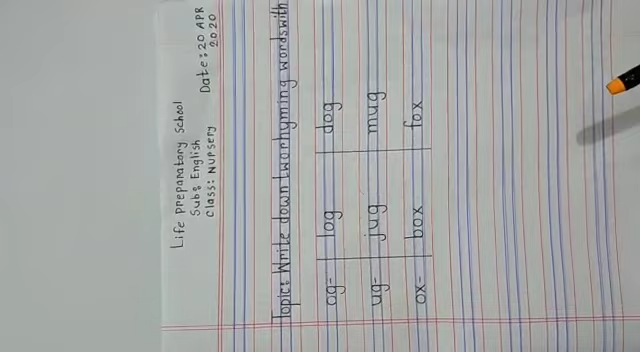 Life Preparatory School
Sub: English
Class: Nursery Date: 20 APR 2020
Topic: Write down two rhyming words with
og- log dog
ug- jug mug
ox- box fox